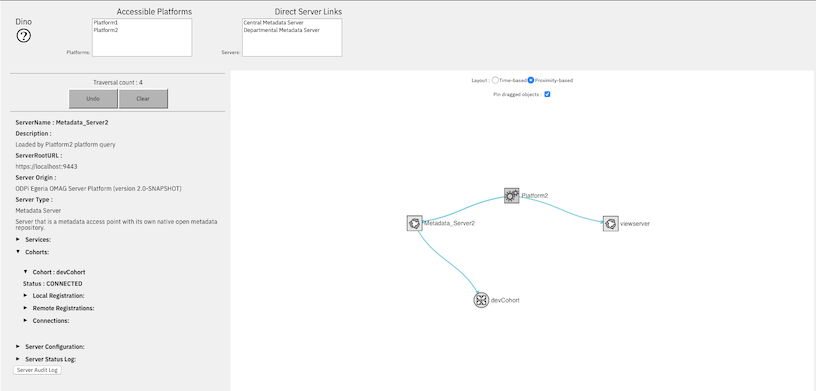 Dino
Accessible Platforms
Direct Server Links
Platforms:
Platform1
Platform2
Servers:
Central Metadata Server
Departmental Metadata Server
Traversal count : 4
Undo
Clear
ServerName : Metadata_Server2
Description :
Loaded by Platform2 platform query
ServerRootURL :
https://localhost:9443
Server Origin :
ODPi Egeria OMAG Server Platform (version 2.0-SNAPSHOT)
Server Type :
Metadata Server
Server that is a metadata access point with its own native open metadata
repository.
Services:
Cohorts:
Cohort : devCohort
Status : CONNECTED
Local Registration:
Remote Registrations:
Connections:
Server Configuration:
Server Status Log:
Server Audit Log
Layout : Time-based Proximity-based
Pin dragged objects :
Platform2
Metadata_Server2
viewserver
devCohort